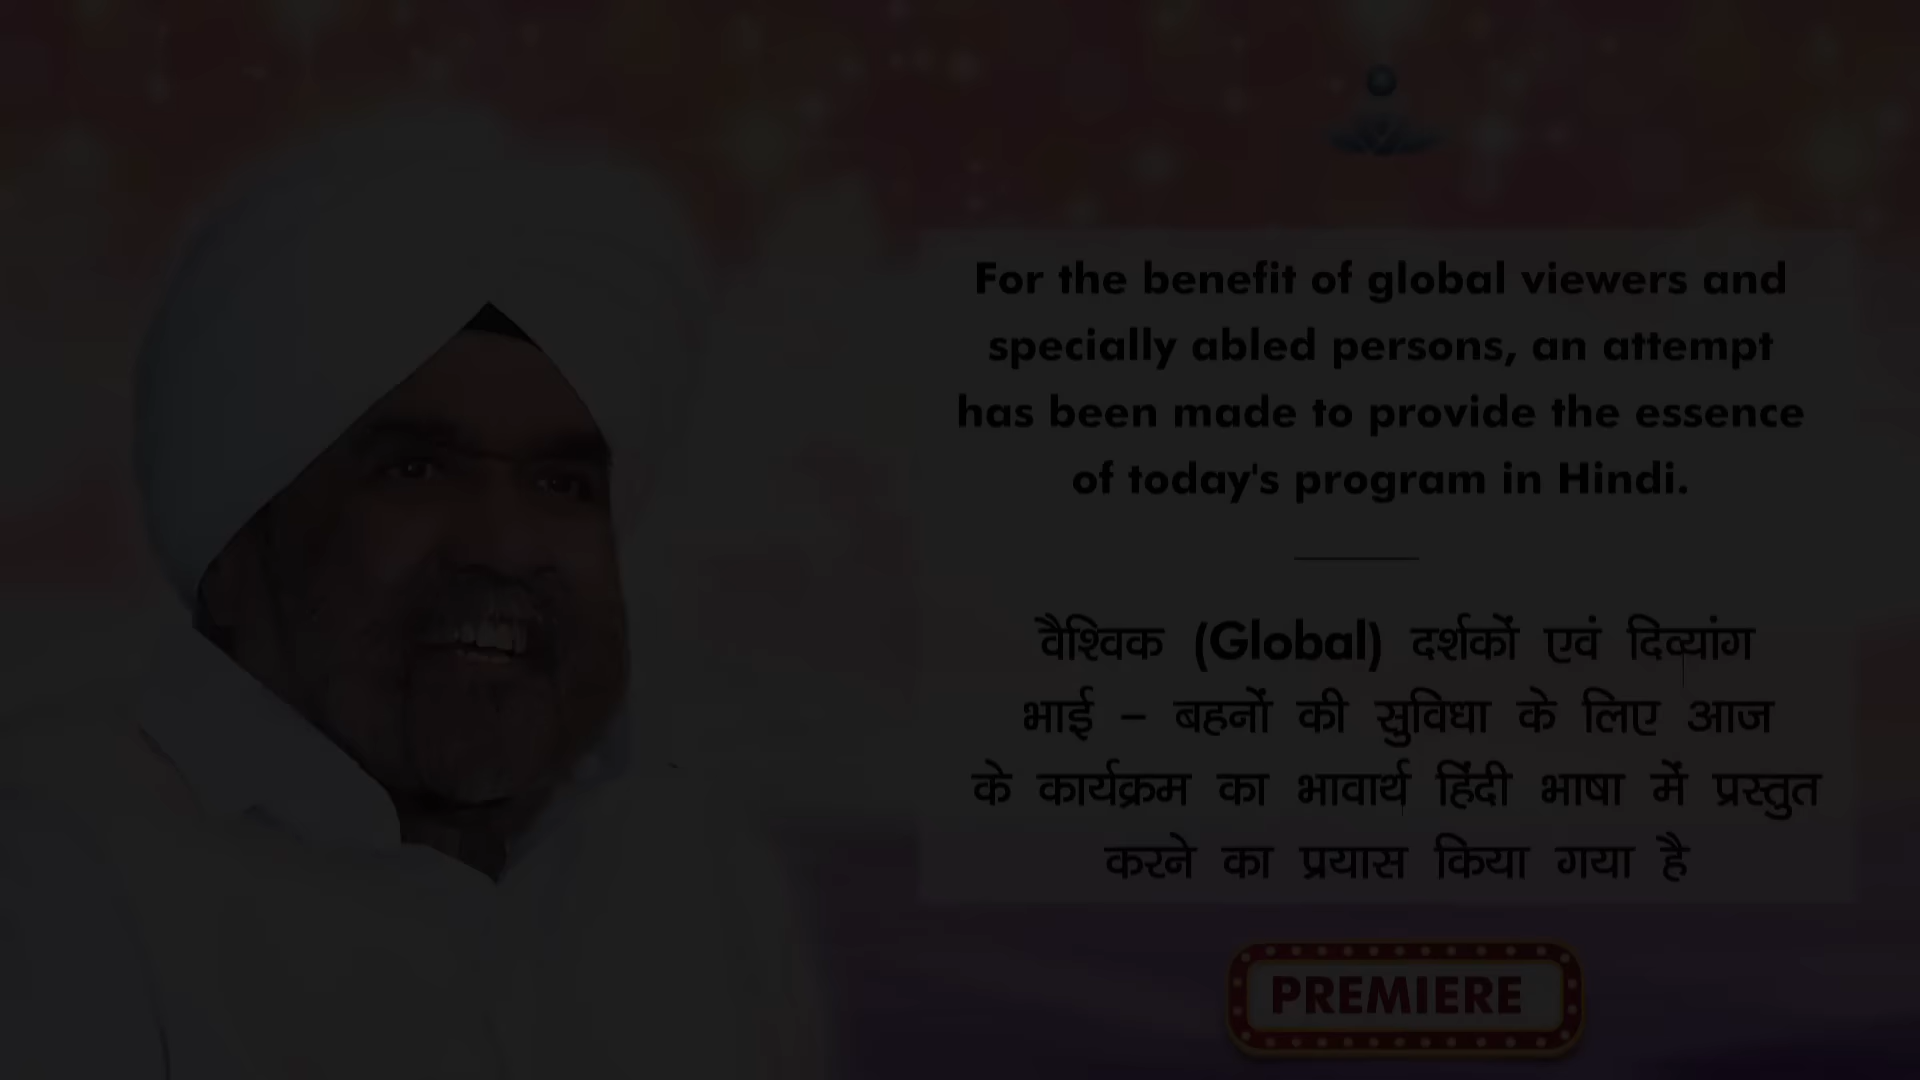 For the benefit of global viewers and
specially abled persons, an attempt
has been made to provide the essence
of today's program in Hindi.
वैश्विक (Global) दर्शकों एवं दिव्यांग
भाई – बहनों की सुविधा के लिए आज
के कार्यक्रम का भावार्थ हिंदी भाषा में प्रस्तुत
करने का प्रयास किया गया है
PREMIERE